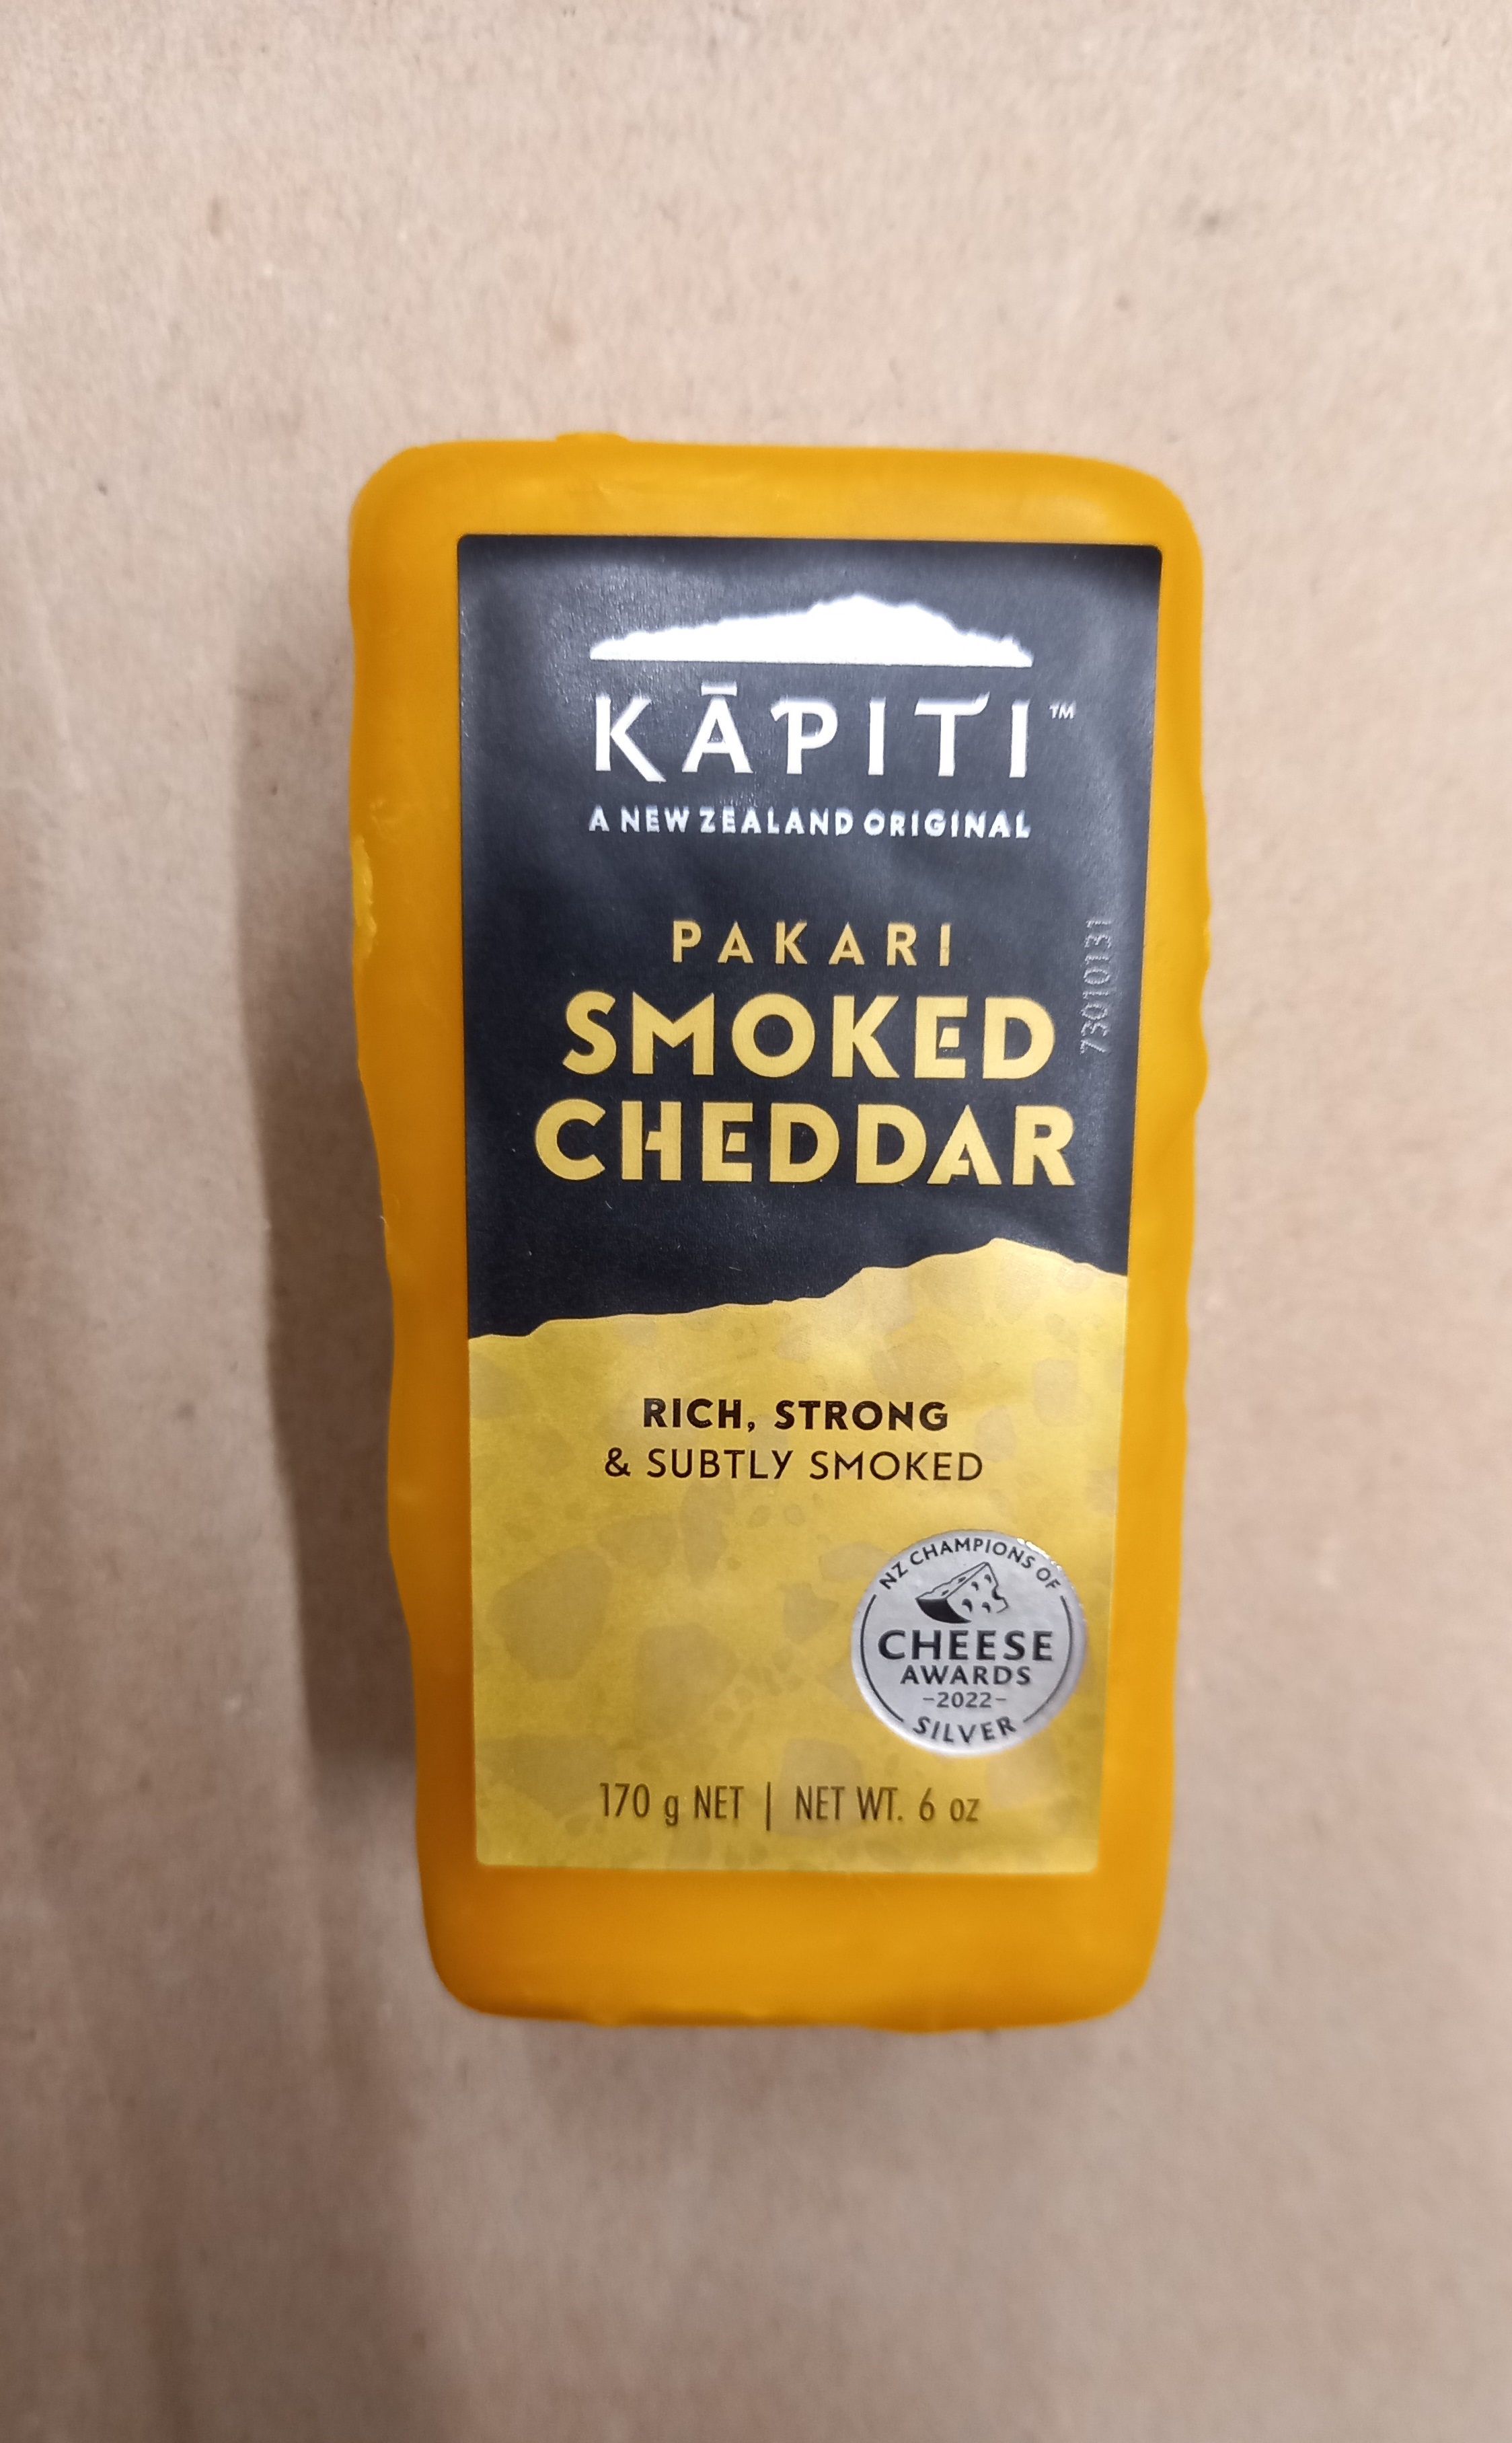 KĀPITI™
A NEW ZEALAND ORIGINAL
PAKARI
SMOKED
CHEDDAR
73010131
RICH, STRONG
& SUBTLY SMOKED
NZ CHAMPIONS OF
CHEESE
AWARDS
-2022-
SILVER
170 g NET | NET WT. 6 oz